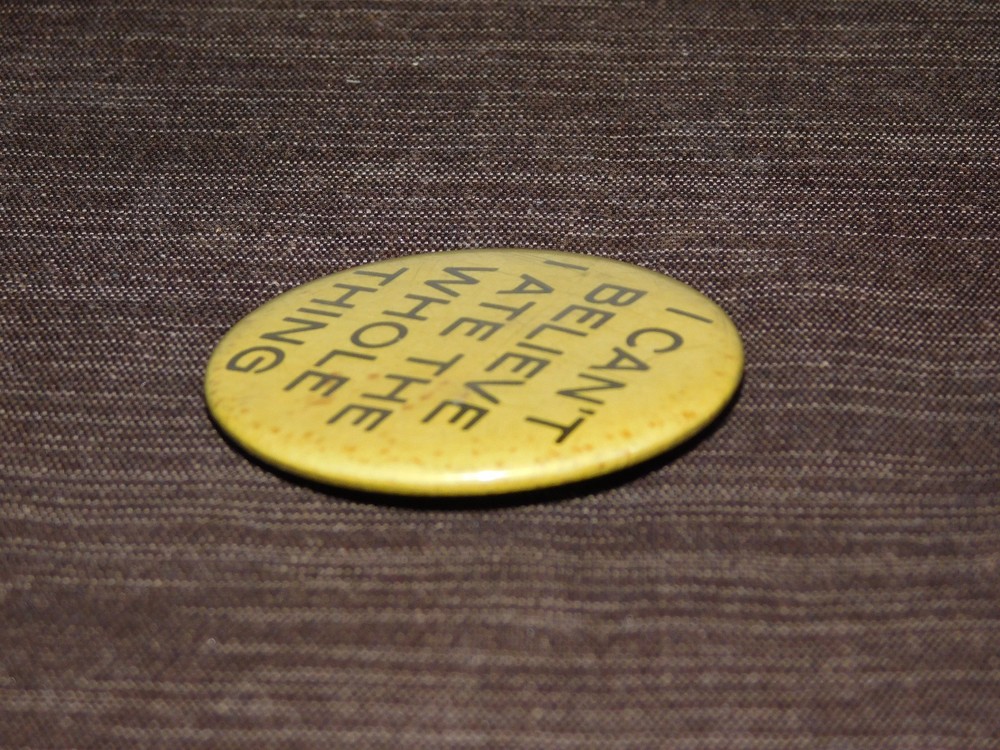 I CAN'T
BELIEVE
I ATE THE
WHOLE
THING